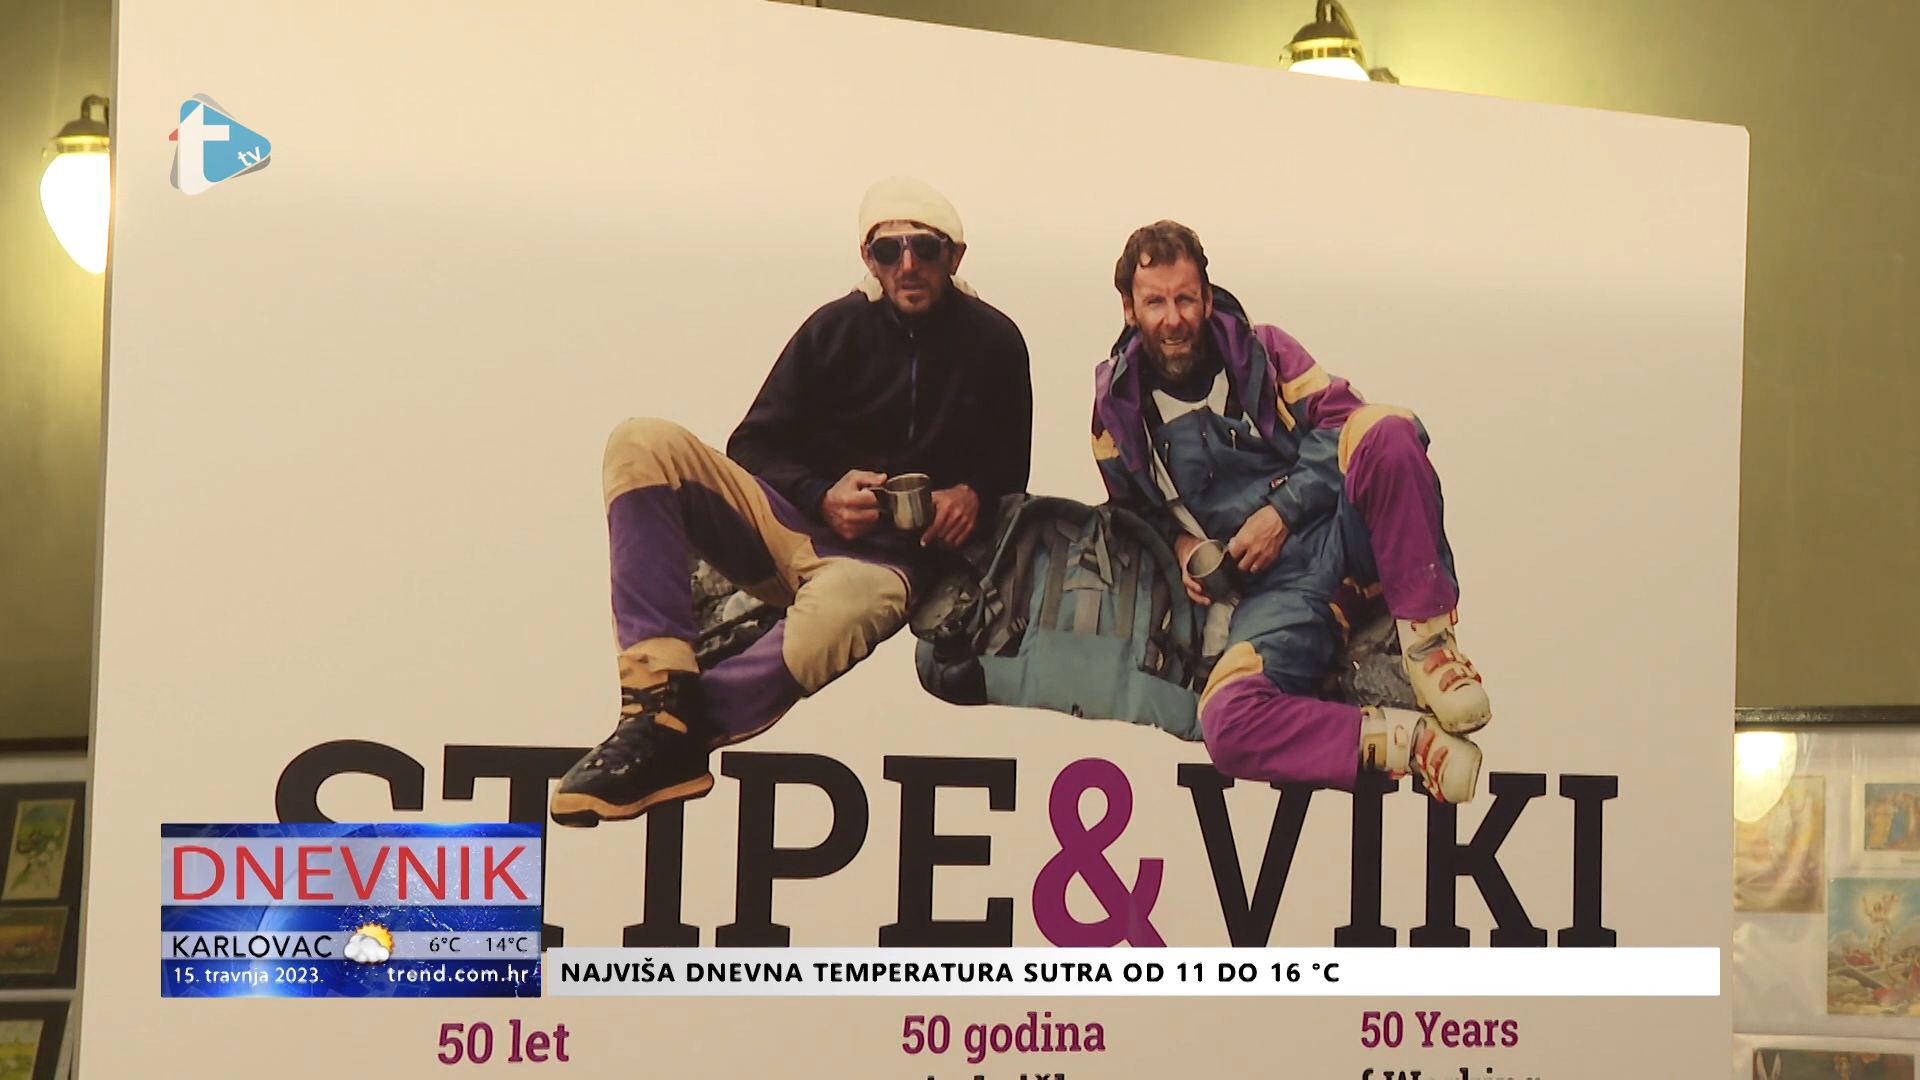 t tv
STIPE & VIKI
DNEVNIK
KARLOVAC 6°C 14°C
15. travnja 2023. trend.com.hr
NAJVIŠA DNEVNA TEMPERATURA SUTRA OD 11 DO 16 °C
50 let 50 godina 50 Years